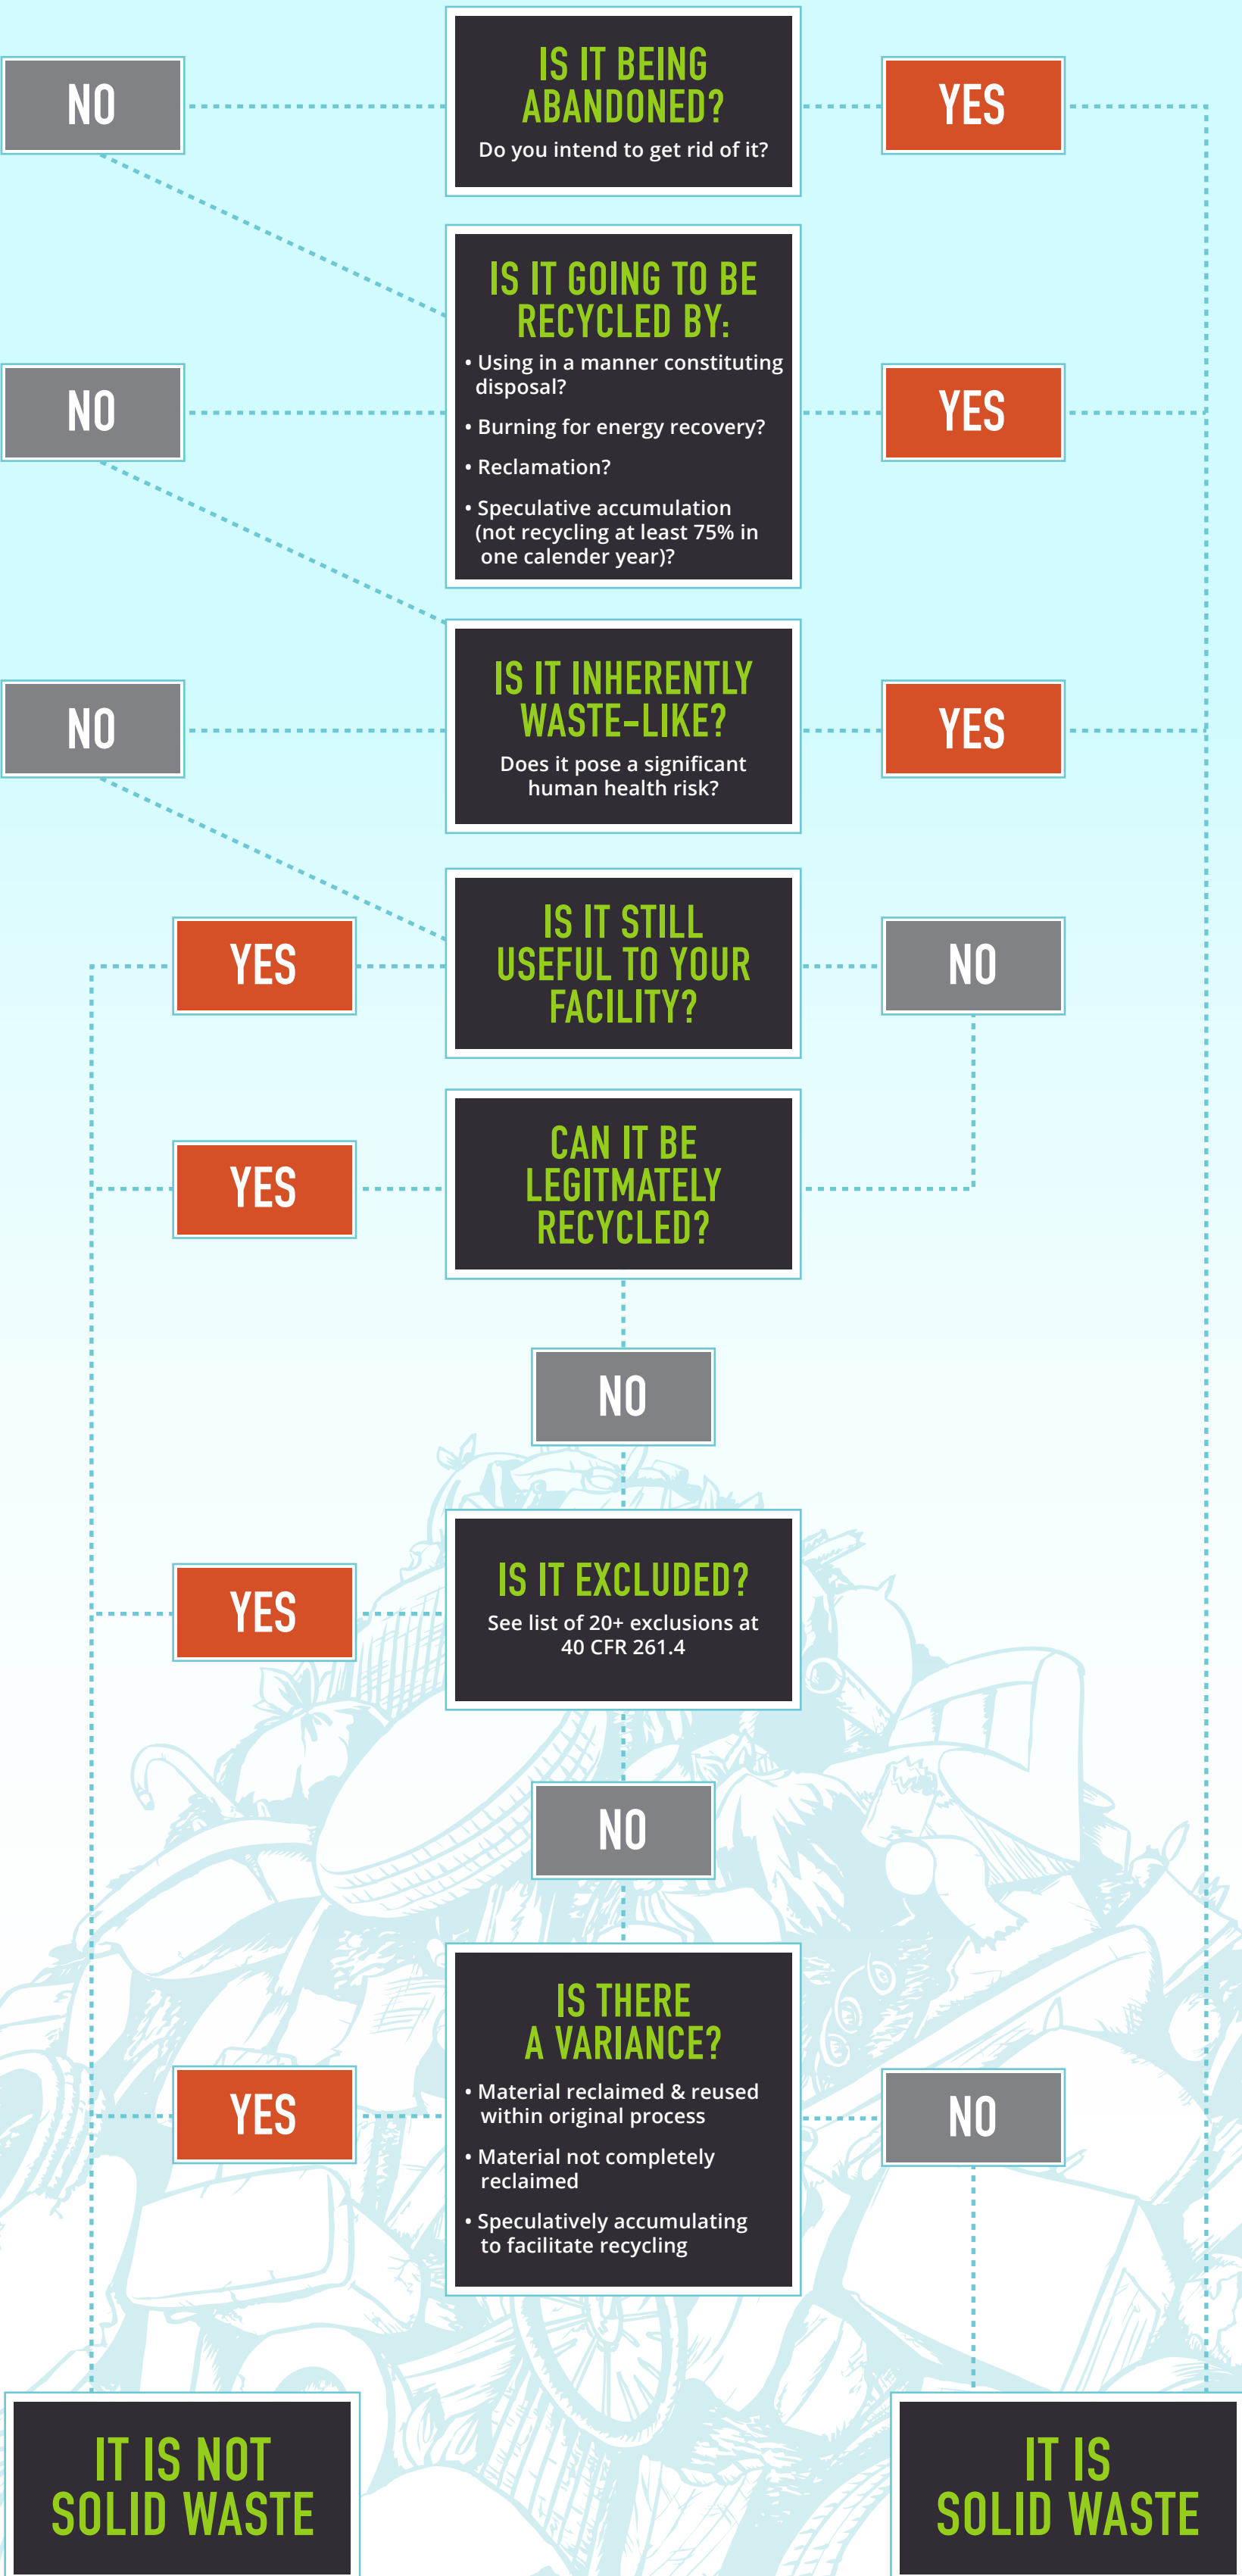 IS IT BEING
ABANDONED?
Do you intend to get rid of it?
NO
YES
IS IT GOING TO BE
RECYCLED BY:
• Using in a manner constituting
disposal?
• Burning for energy recovery?
• Reclamation?
• Speculative accumulation
(not recycling at least 75% in
one calender year)?
NO
YES
IS IT INHERENTLY
WASTE-LIKE?
Does it pose a significant
human health risk?
NO
YES
IS IT STILL
USEFUL TO YOUR
FACILITY?
YES
NO
CAN IT BE
LEGITMATELY
RECYCLED?
YES
NO
IS IT EXCLUDED?
See list of 20+ exclusions at
40 CFR 261.4
YES
NO
IS THERE
A VARIANCE?
• Material reclaimed & reused
within original process
• Material not completely
reclaimed
• Speculatively accumulating
to facilitate recycling
YES
NO
IT IS NOT
SOLID WASTE
IT IS
SOLID WASTE